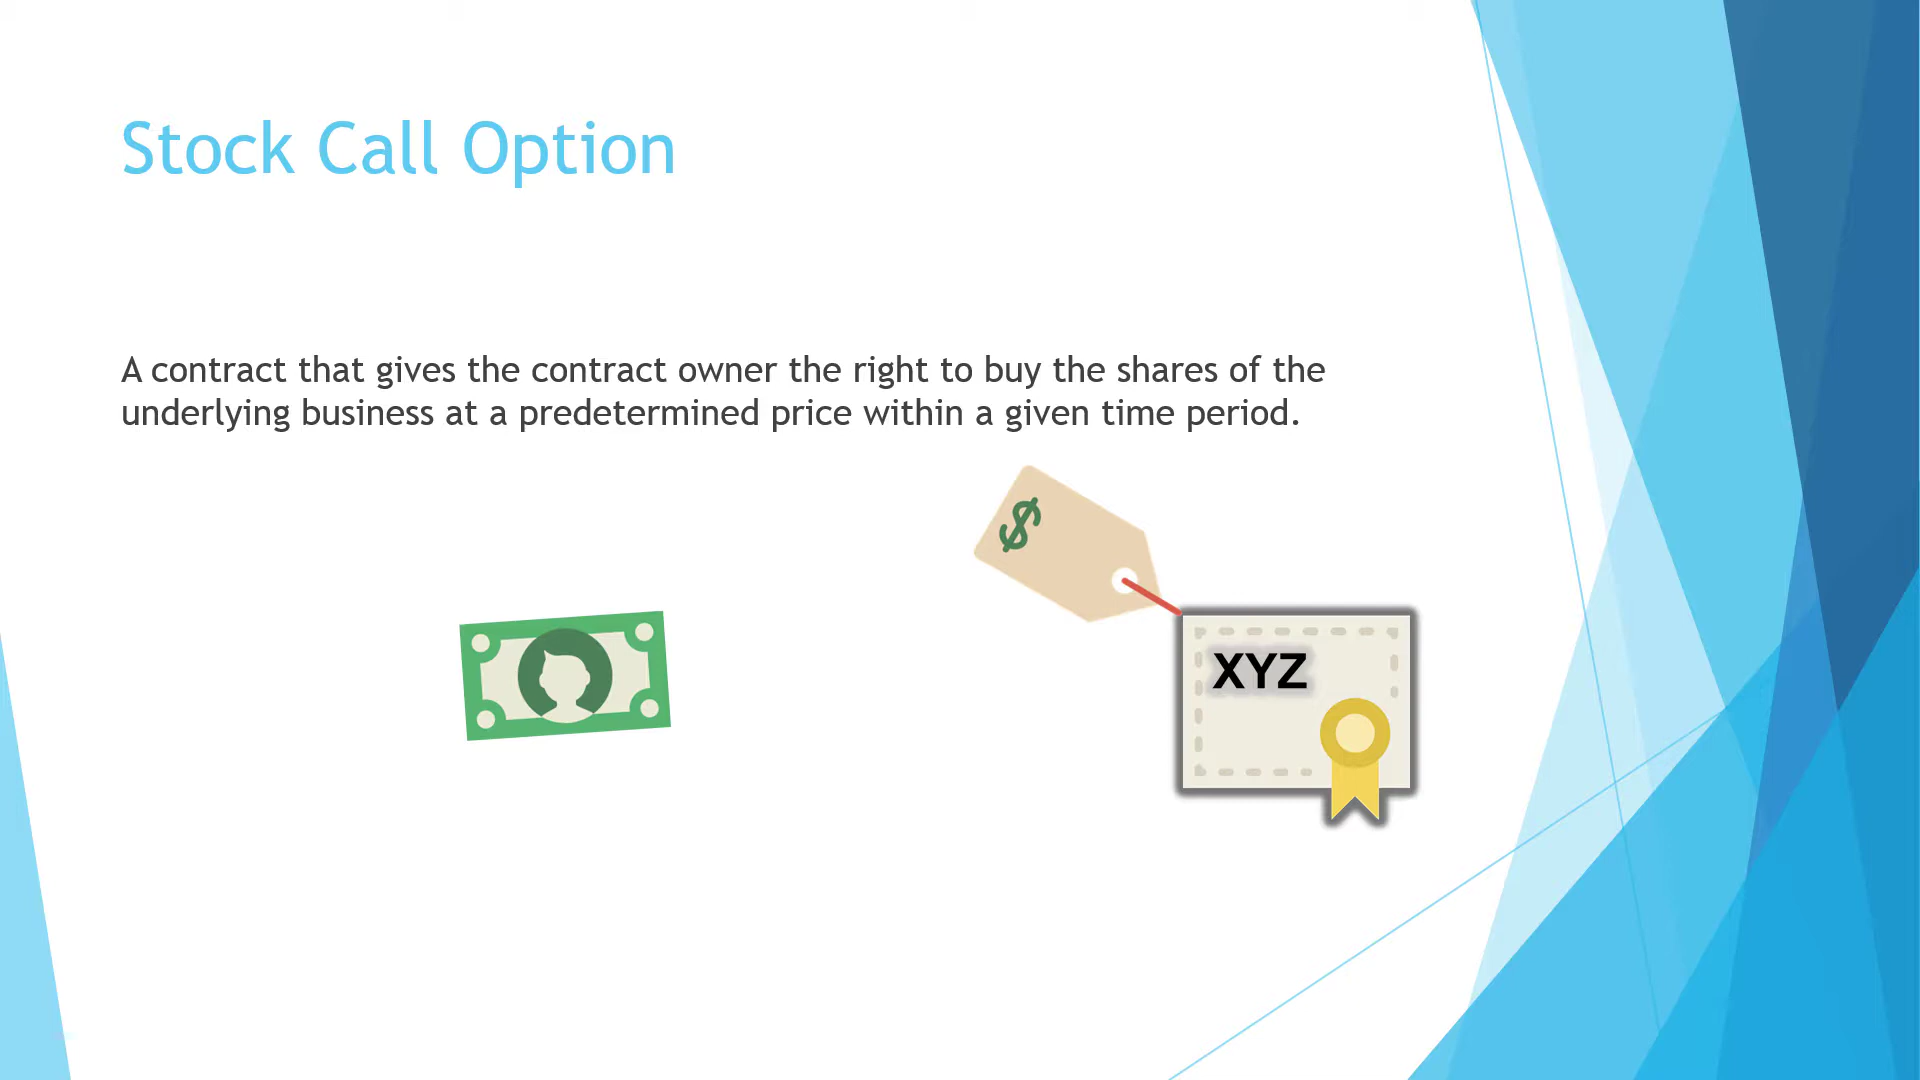 Stock Call Option
A contract that gives the contract owner the right to buy the shares of the
underlying business at a predetermined price within a given time period.
$
XYZ